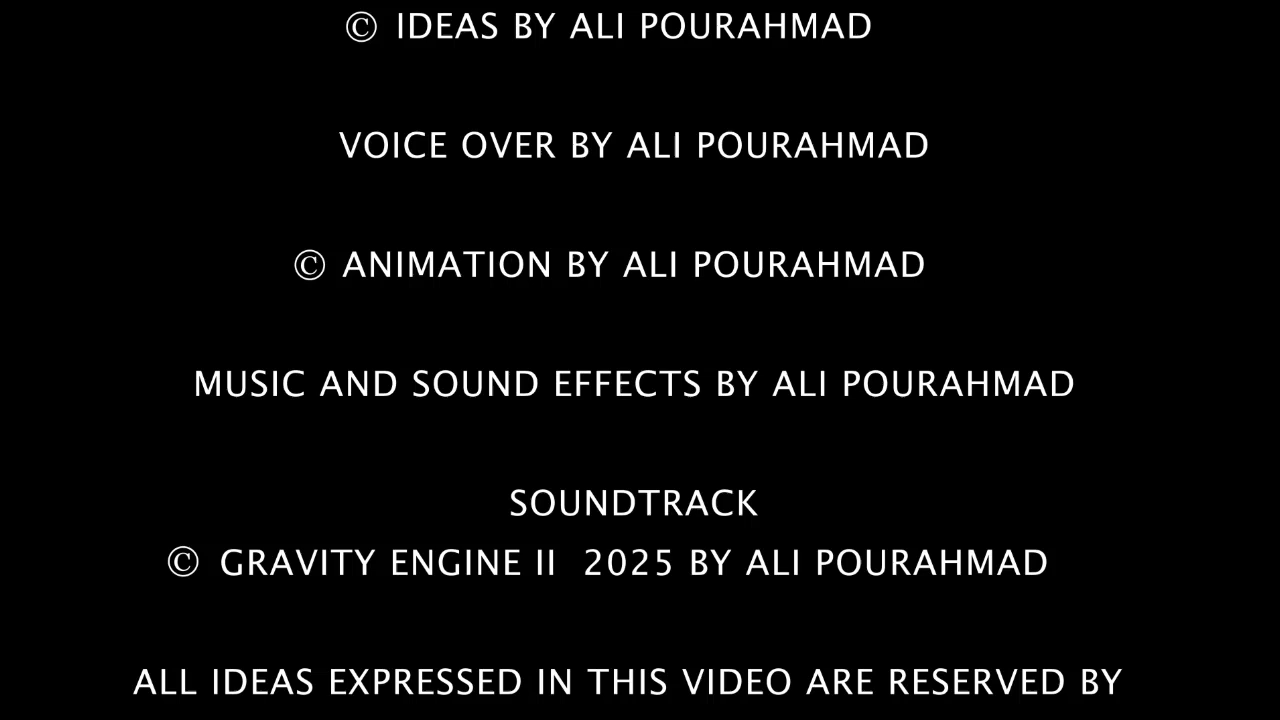 © IDEAS BY ALI POURAHMAD
VOICE OVER BY ALI POURAHMAD
© ANIMATION BY ALI POURAHMAD
MUSIC AND SOUND EFFECTS BY ALI POURAHMAD
SOUNDTRACK
© GRAVITY ENGINE II  2025 BY ALI POURAHMAD
ALL IDEAS EXPRESSED IN THIS VIDEO ARE RESERVED BY